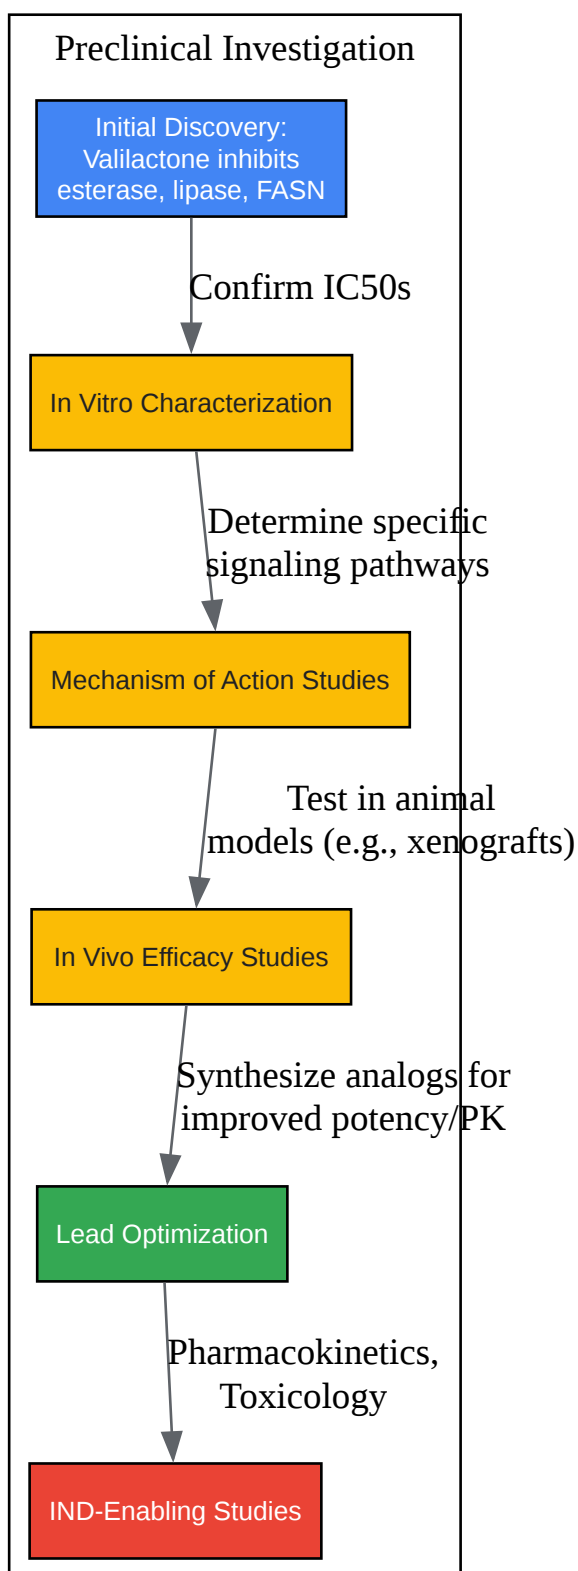 Preclinical Investigation
Initial Discovery:
Valilactone inhibits
esterase, lipase, FASN
Confirm IC50s
In Vitro Characterization
Determine specific
signaling pathways
Mechanism of Action Studies
Test in animal
models (e.g., xenografts)
In Vivo Efficacy Studies
Synthesize analogs for
improved potency/PK
Lead Optimization
Pharmacokinetics,
Toxicology
IND-Enabling Studies